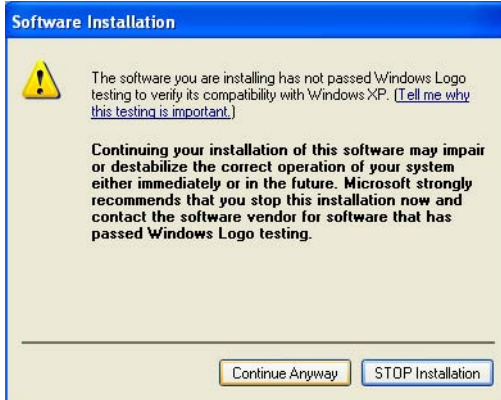 Software Installation
The software you are installing has not passed Windows Logo
testing to verify its compatibility with Windows XP. (Tell me why
this testing is important.)
Continuing your installation of this software may impair
or destabilize the correct operation of your system
either immediately or in the future. Microsoft strongly
recommends that you stop this installation now and
contact the software vendor for software that has
passed Windows Logo testing.
Continue Anyway
STOP Installation